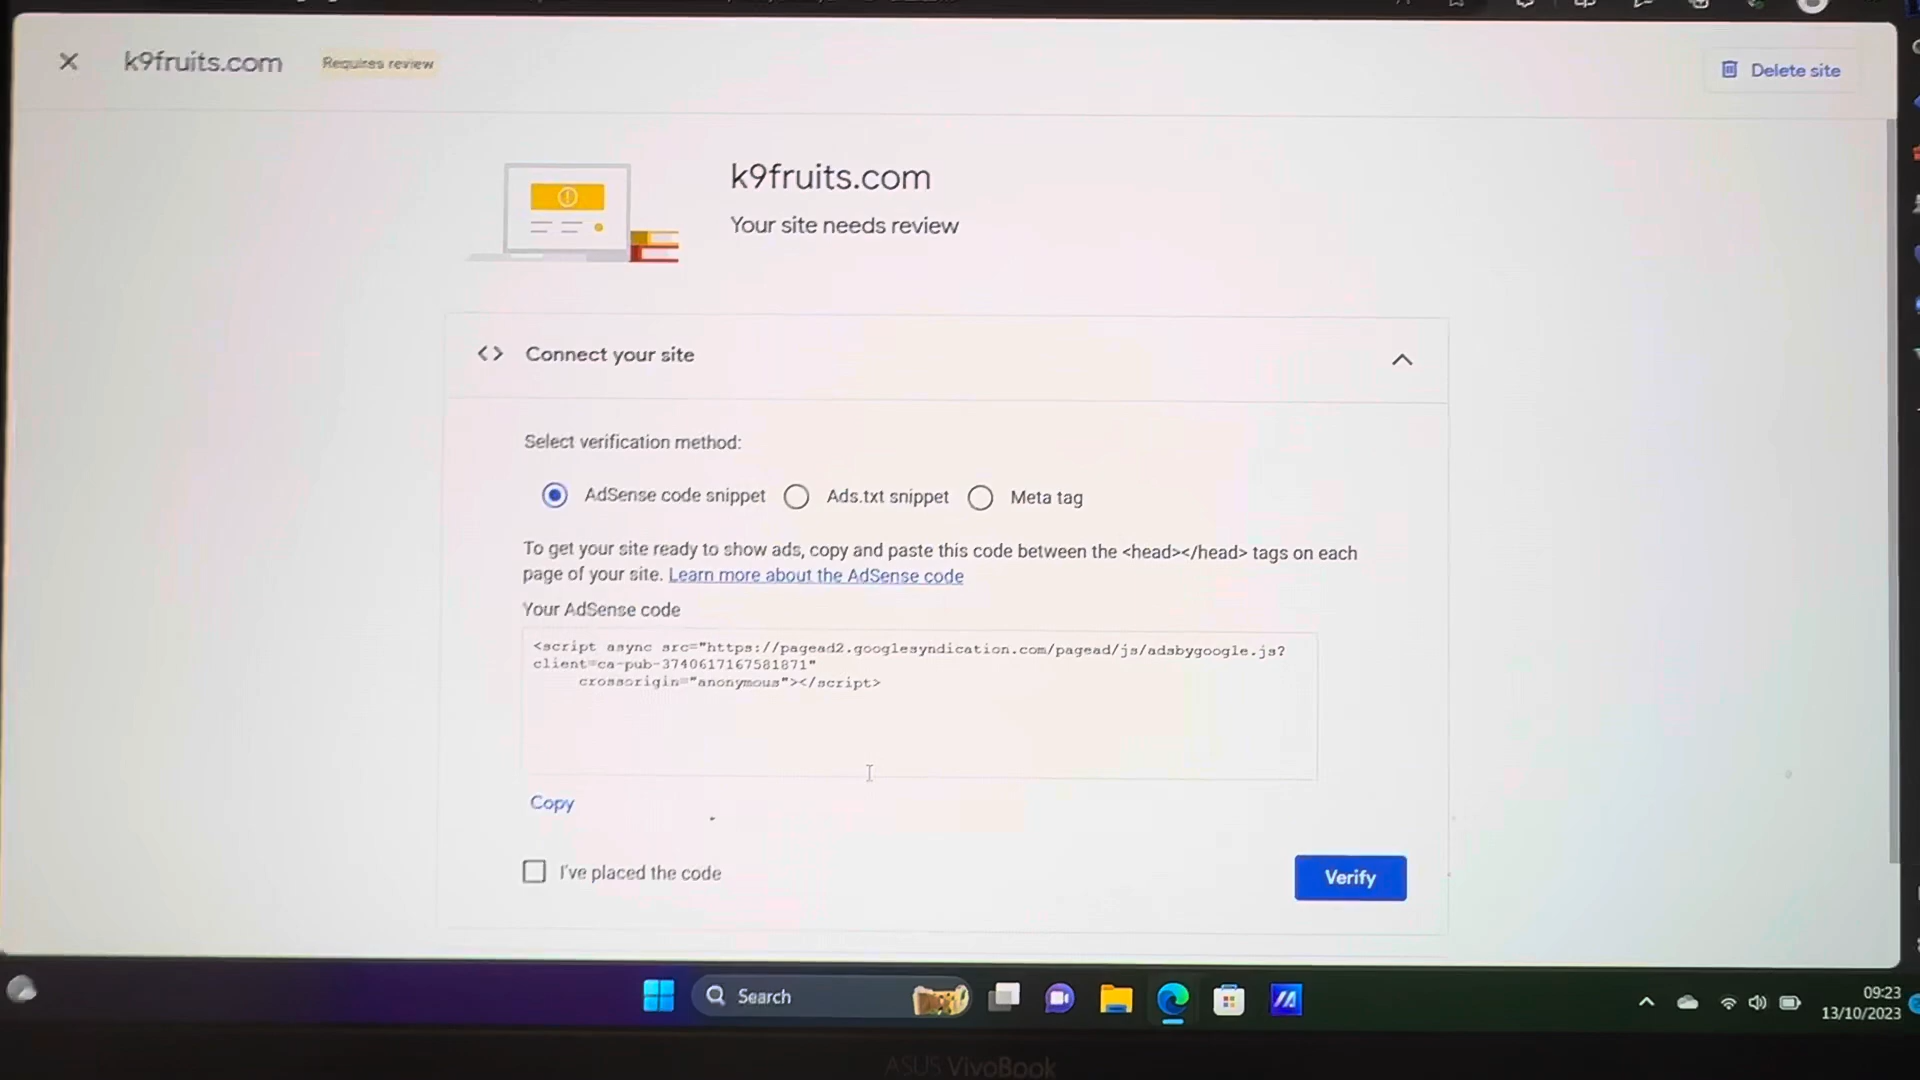 k9fruits.com Requires review Delete site
k9fruits.com
Your site needs review
<> Connect your site
Select verification method:
AdSense code snippet Ads.txt snippet Meta tag
To get your site ready to show ads, copy and paste this code between the <head></head> tags on each
page of your site. Learn more about the AdSense code
Your AdSense code
<script async src="https://pagead2.googlesyndication.com/pagead/js/adsbygoogle.js?
client=ca-pub-3740617167581871"
crossorigin="anonymous"></script>
Copy
I've placed the code
Verify
Search
09:23
13/10/2023
ASUS VivoBook